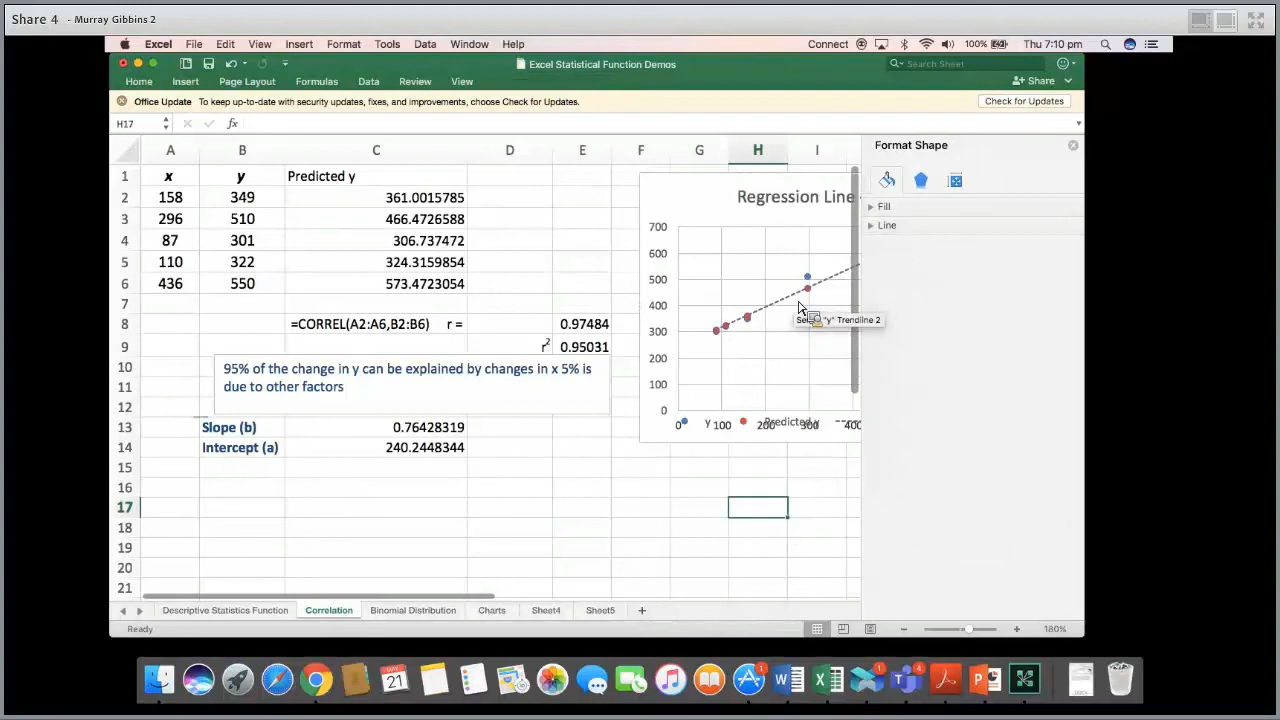 Share 4 - Murray Gibbins 2
Excel File Edit View Insert Format Tools Data Window Help Connect 100% Thu 7:10 pm
Excel Statistical Function Demos Search Sheet
Home Insert Page Layout Formulas Data Review View Share
Office Update To keep up-to-date with security updates, fixes, and improvements, choose Check for Updates. Check for Updates
H17 fx
A B C D E F G H I
Format Shape
Fill
Line
1 x y Predicted y
2 158 349 361.0015785
3 296 510 466.4726588
4 87 301 306.737472
5 110 322 324.3159854
6 436 550 573.4723054
7
8 =CORREL(A2:A6,B2:B6) r = 0.97484
9 r² 0.95031
10
11
12
95% of the change in y can be explained by changes in x 5% is
due to other factors
13 Slope (b) 0.76428319
14 Intercept (a) 240.2448344
15
16
17
18
19
20
21
Regression Line
700
600
500
400
300
200
100
0
0 100 200 300 400
y Predicted y
"y" Trendline 2
Descriptive Statistics Function Correlation Binomial Distribution Charts Sheet4 Sheet5 +
Ready 180%
MAY
21
1
1
4